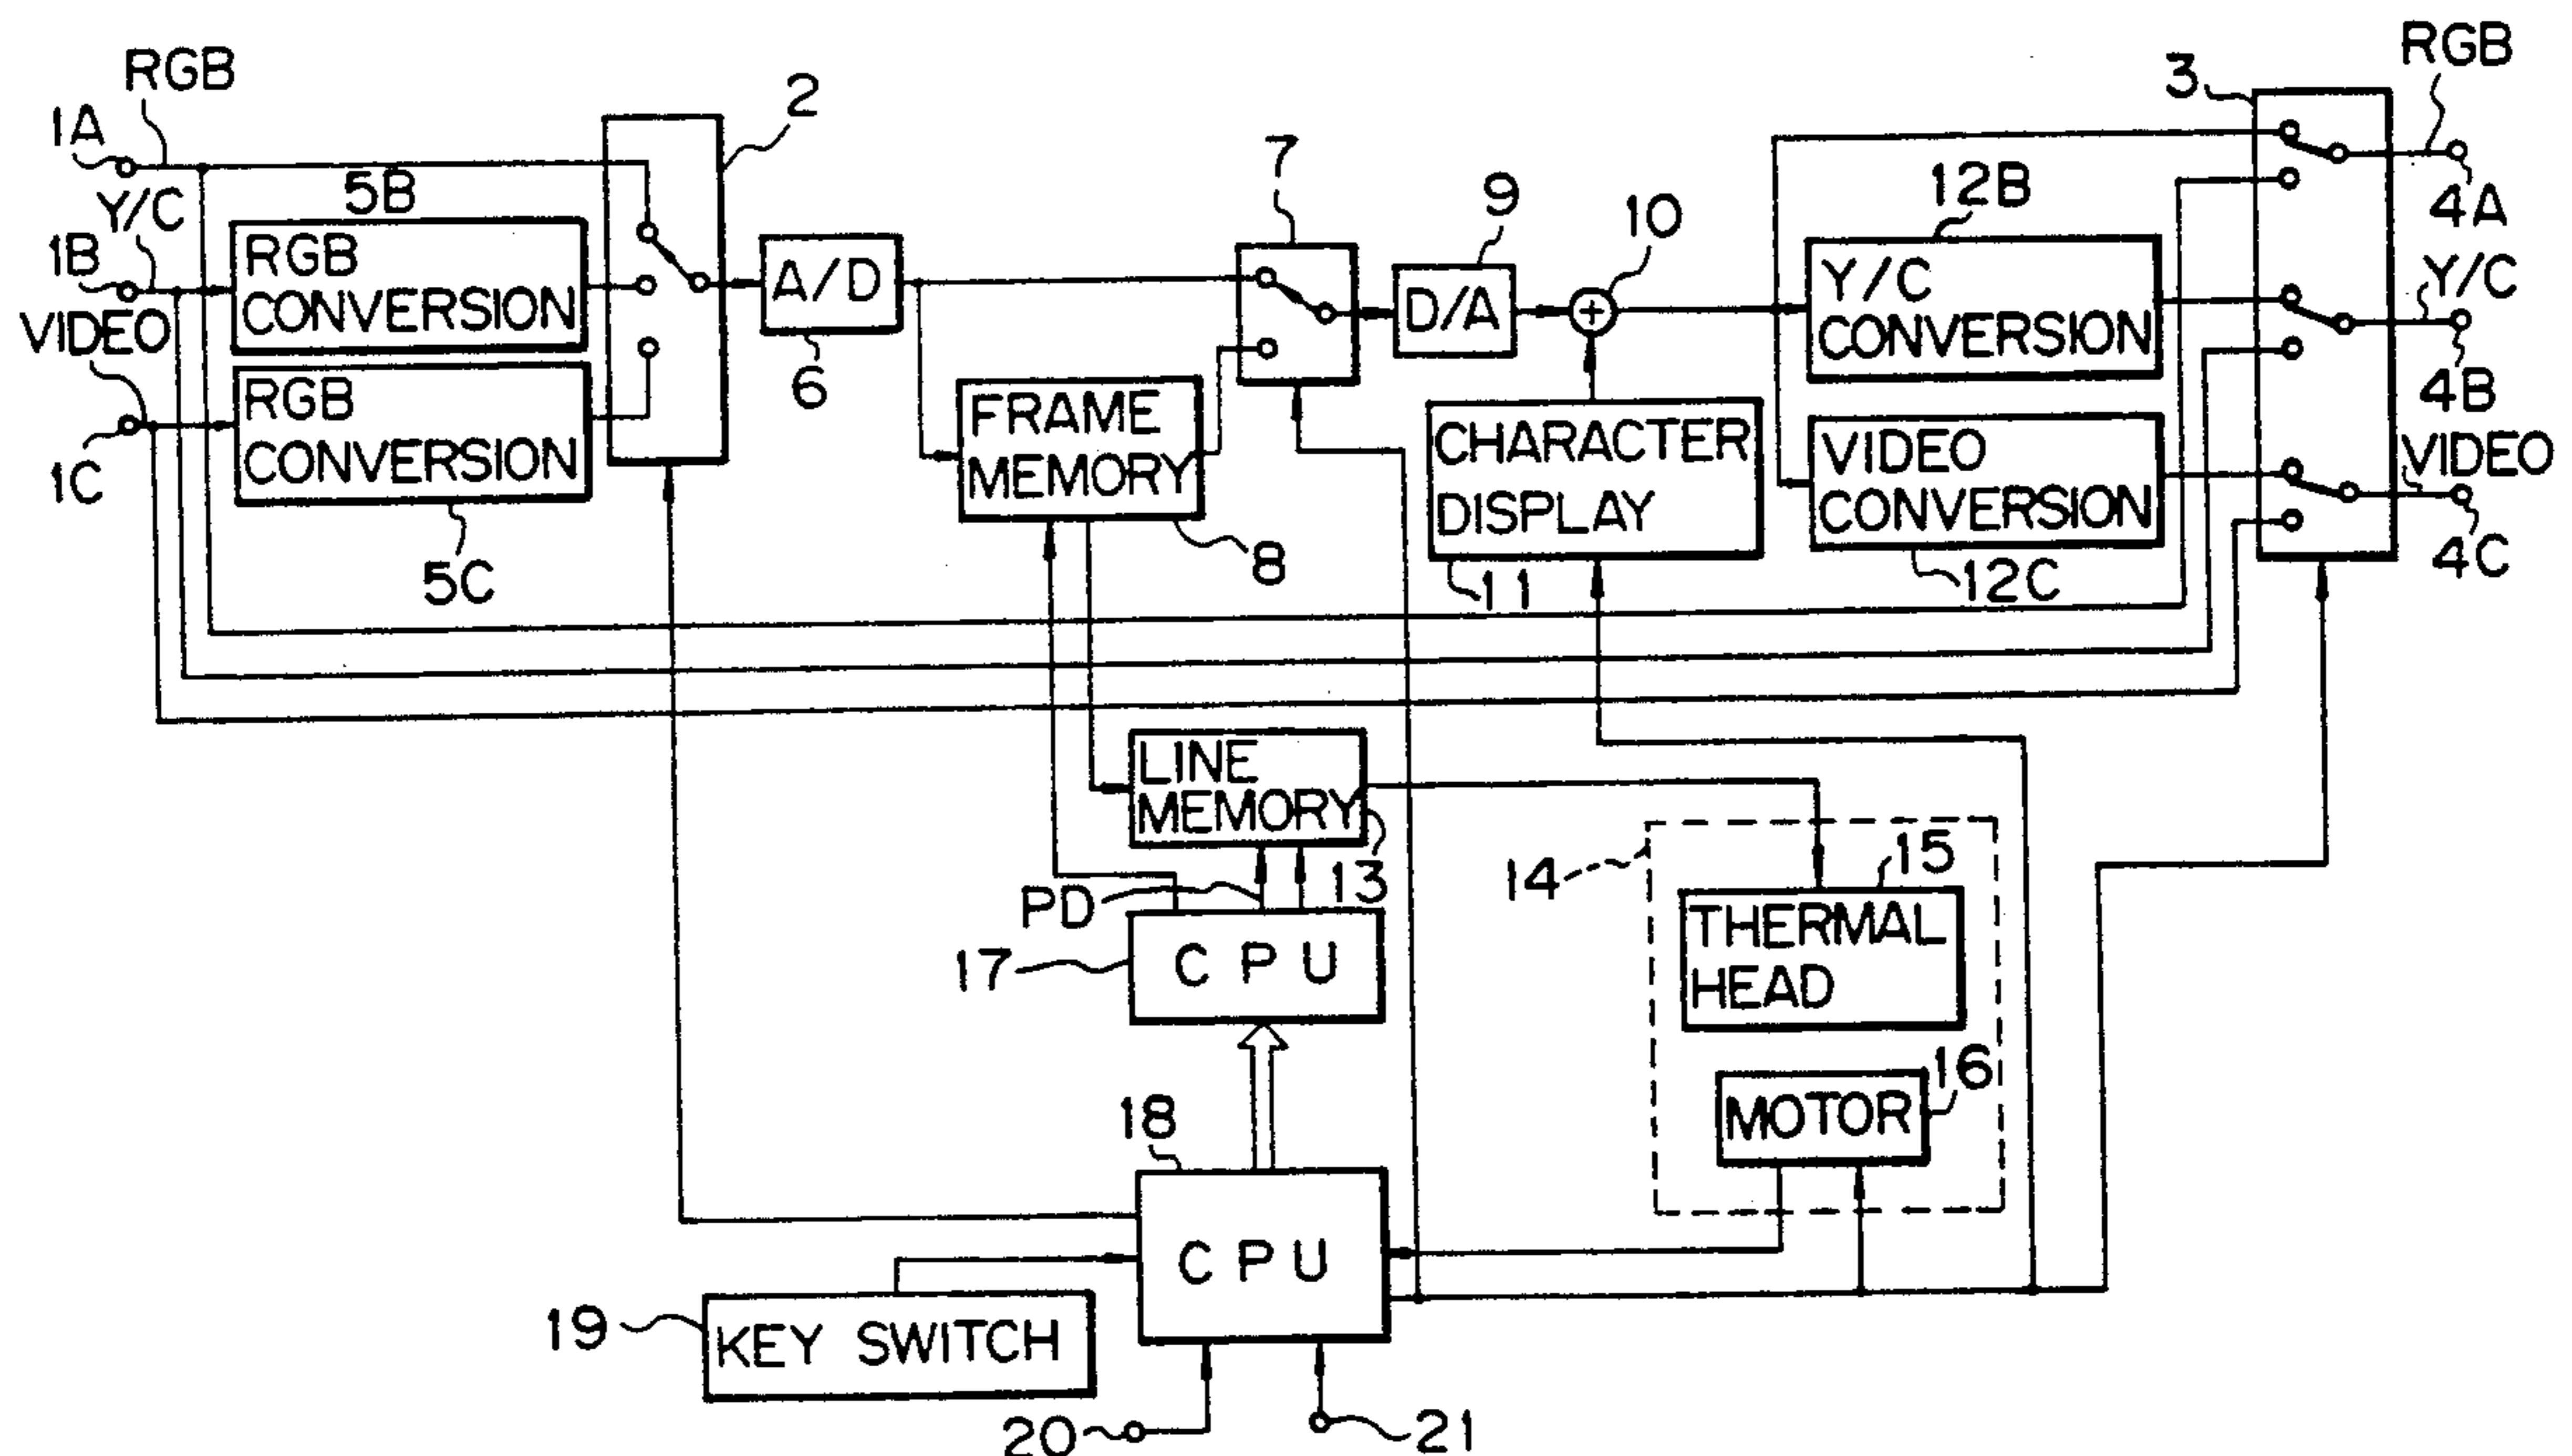 RGB
1A
Y/C
1B
VIDEO
1C
5B
RGB
CONVERSION
RGB
CONVERSION
5C
2
A/D
6
FRAME
MEMORY
8
7
D/A
9
10
CHARACTER
DISPLAY
11
12B
Y/C
CONVERSION
VIDEO
CONVERSION
12C
3
RGB
4A
Y/C
4B
VIDEO
4C
LINE
MEMORY
13
PD
17
CPU
14
15
THERMAL
HEAD
16
MOTOR
18
CPU
19
KEY SWITCH
20
21